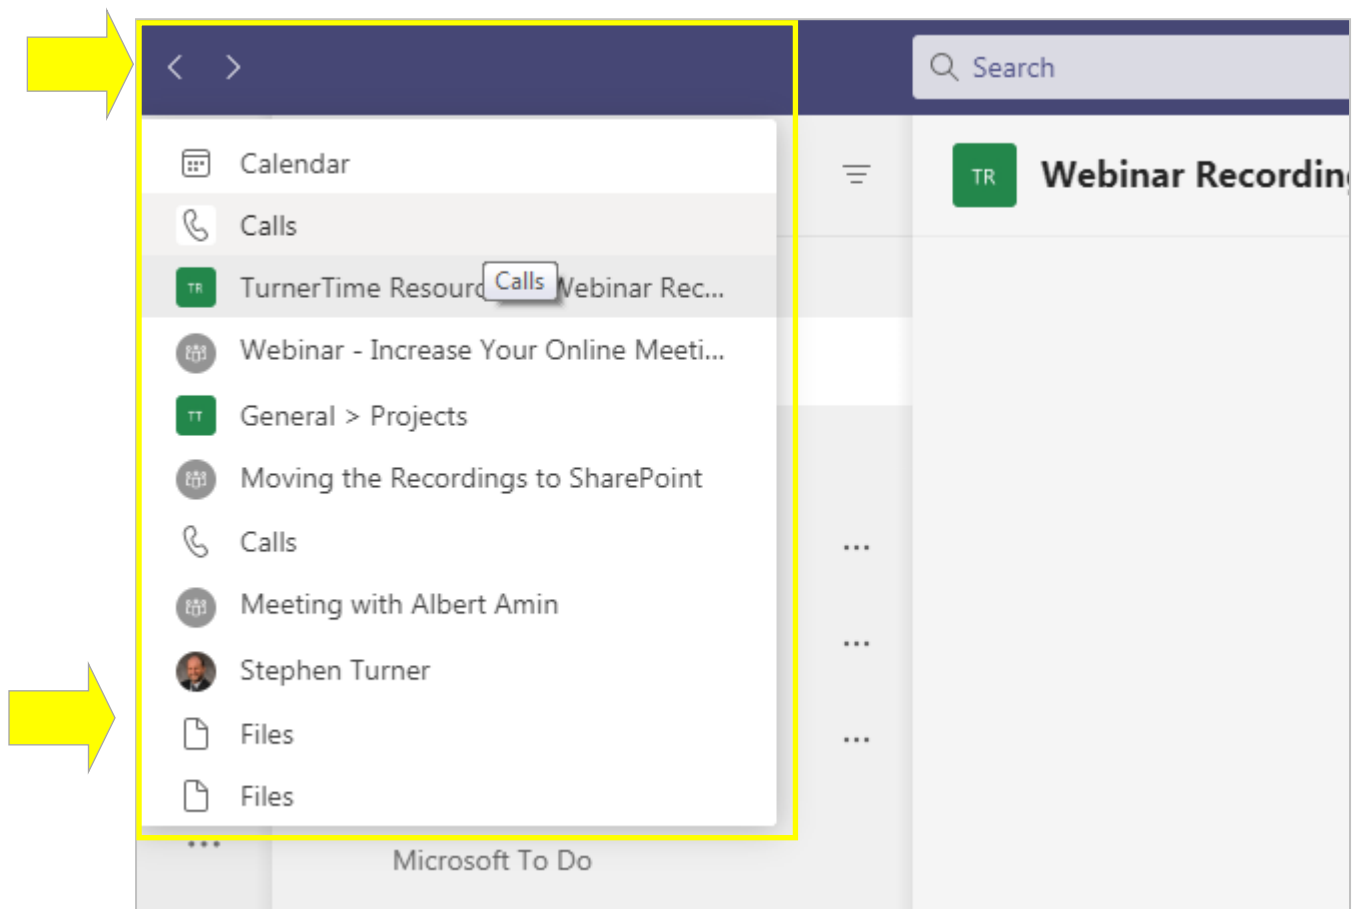 Search
Calendar
TR
Webinar Recordin
Calls
TR TurnerTime Resourc Webinar Rec...
Calls
Webinar - Increase Your Online Meeti...
TT General > Projects
Moving the Recordings to SharePoint
Calls
Meeting with Albert Amin
Stephen Turner
Files
Files
Microsoft To Do